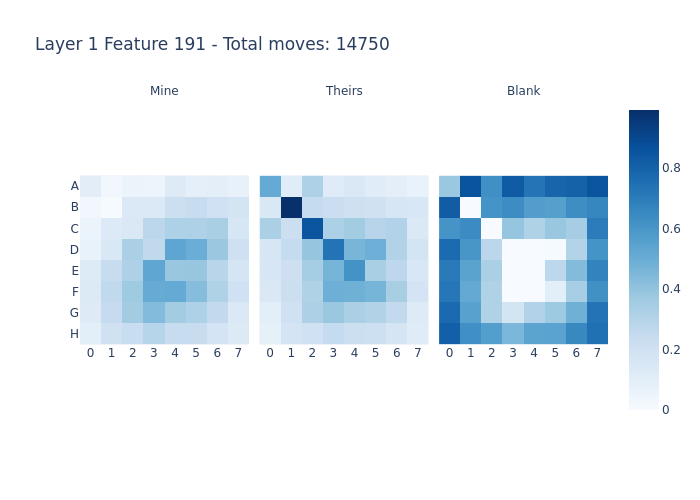 Layer 1 Feature 191 - Total moves: 14750
Mine Theirs Blank
A
B
C
D
E
F
G
H
0 1 2 3 4 5 6 7 0 1 2 3 4 5 6 7 0 1 2 3 4 5 6 7
0.8
0.6
0.4
0.2
0